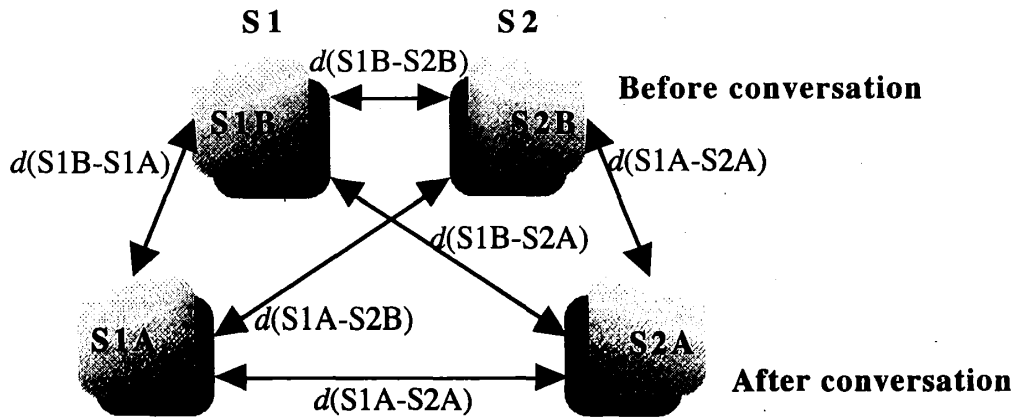 S1 S2
d(S1B-S2B)
Before conversation
S1B S2B
d(S1B-S1A) d(S1A-S2A)
d(S1B-S2A)
d(S1A-S2B)
S1A S2A
After conversation
d(S1A-S2A)